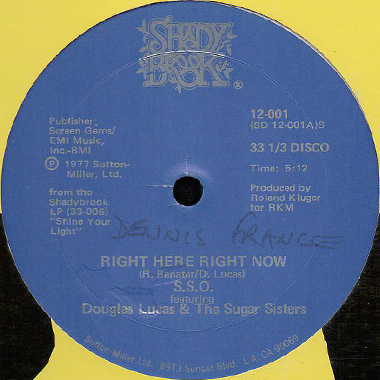 SHADY
BROOK
®
Publisher;
Screen Gems/
EMI Music,
Inc.-BMI
Ⓟ 1977 Sutton-
Miller, Ltd.
from the
Shadybrook
LP (33-006)
"Shine Your
Light"
12-001
(SD 12-001A)S
33 1/3 DISCO
Time: 5:12
Produced by
Roland Kluger
for RKM
DENNIS FRANCE
RIGHT HERE RIGHT NOW
(R. Benatar/D. Lucas)
S.S.O.
featuring
Douglas Lucas & The Sugar Sisters
Sutton Miller Ltd. 8913 Sunset Blvd. L.A. CA 90069